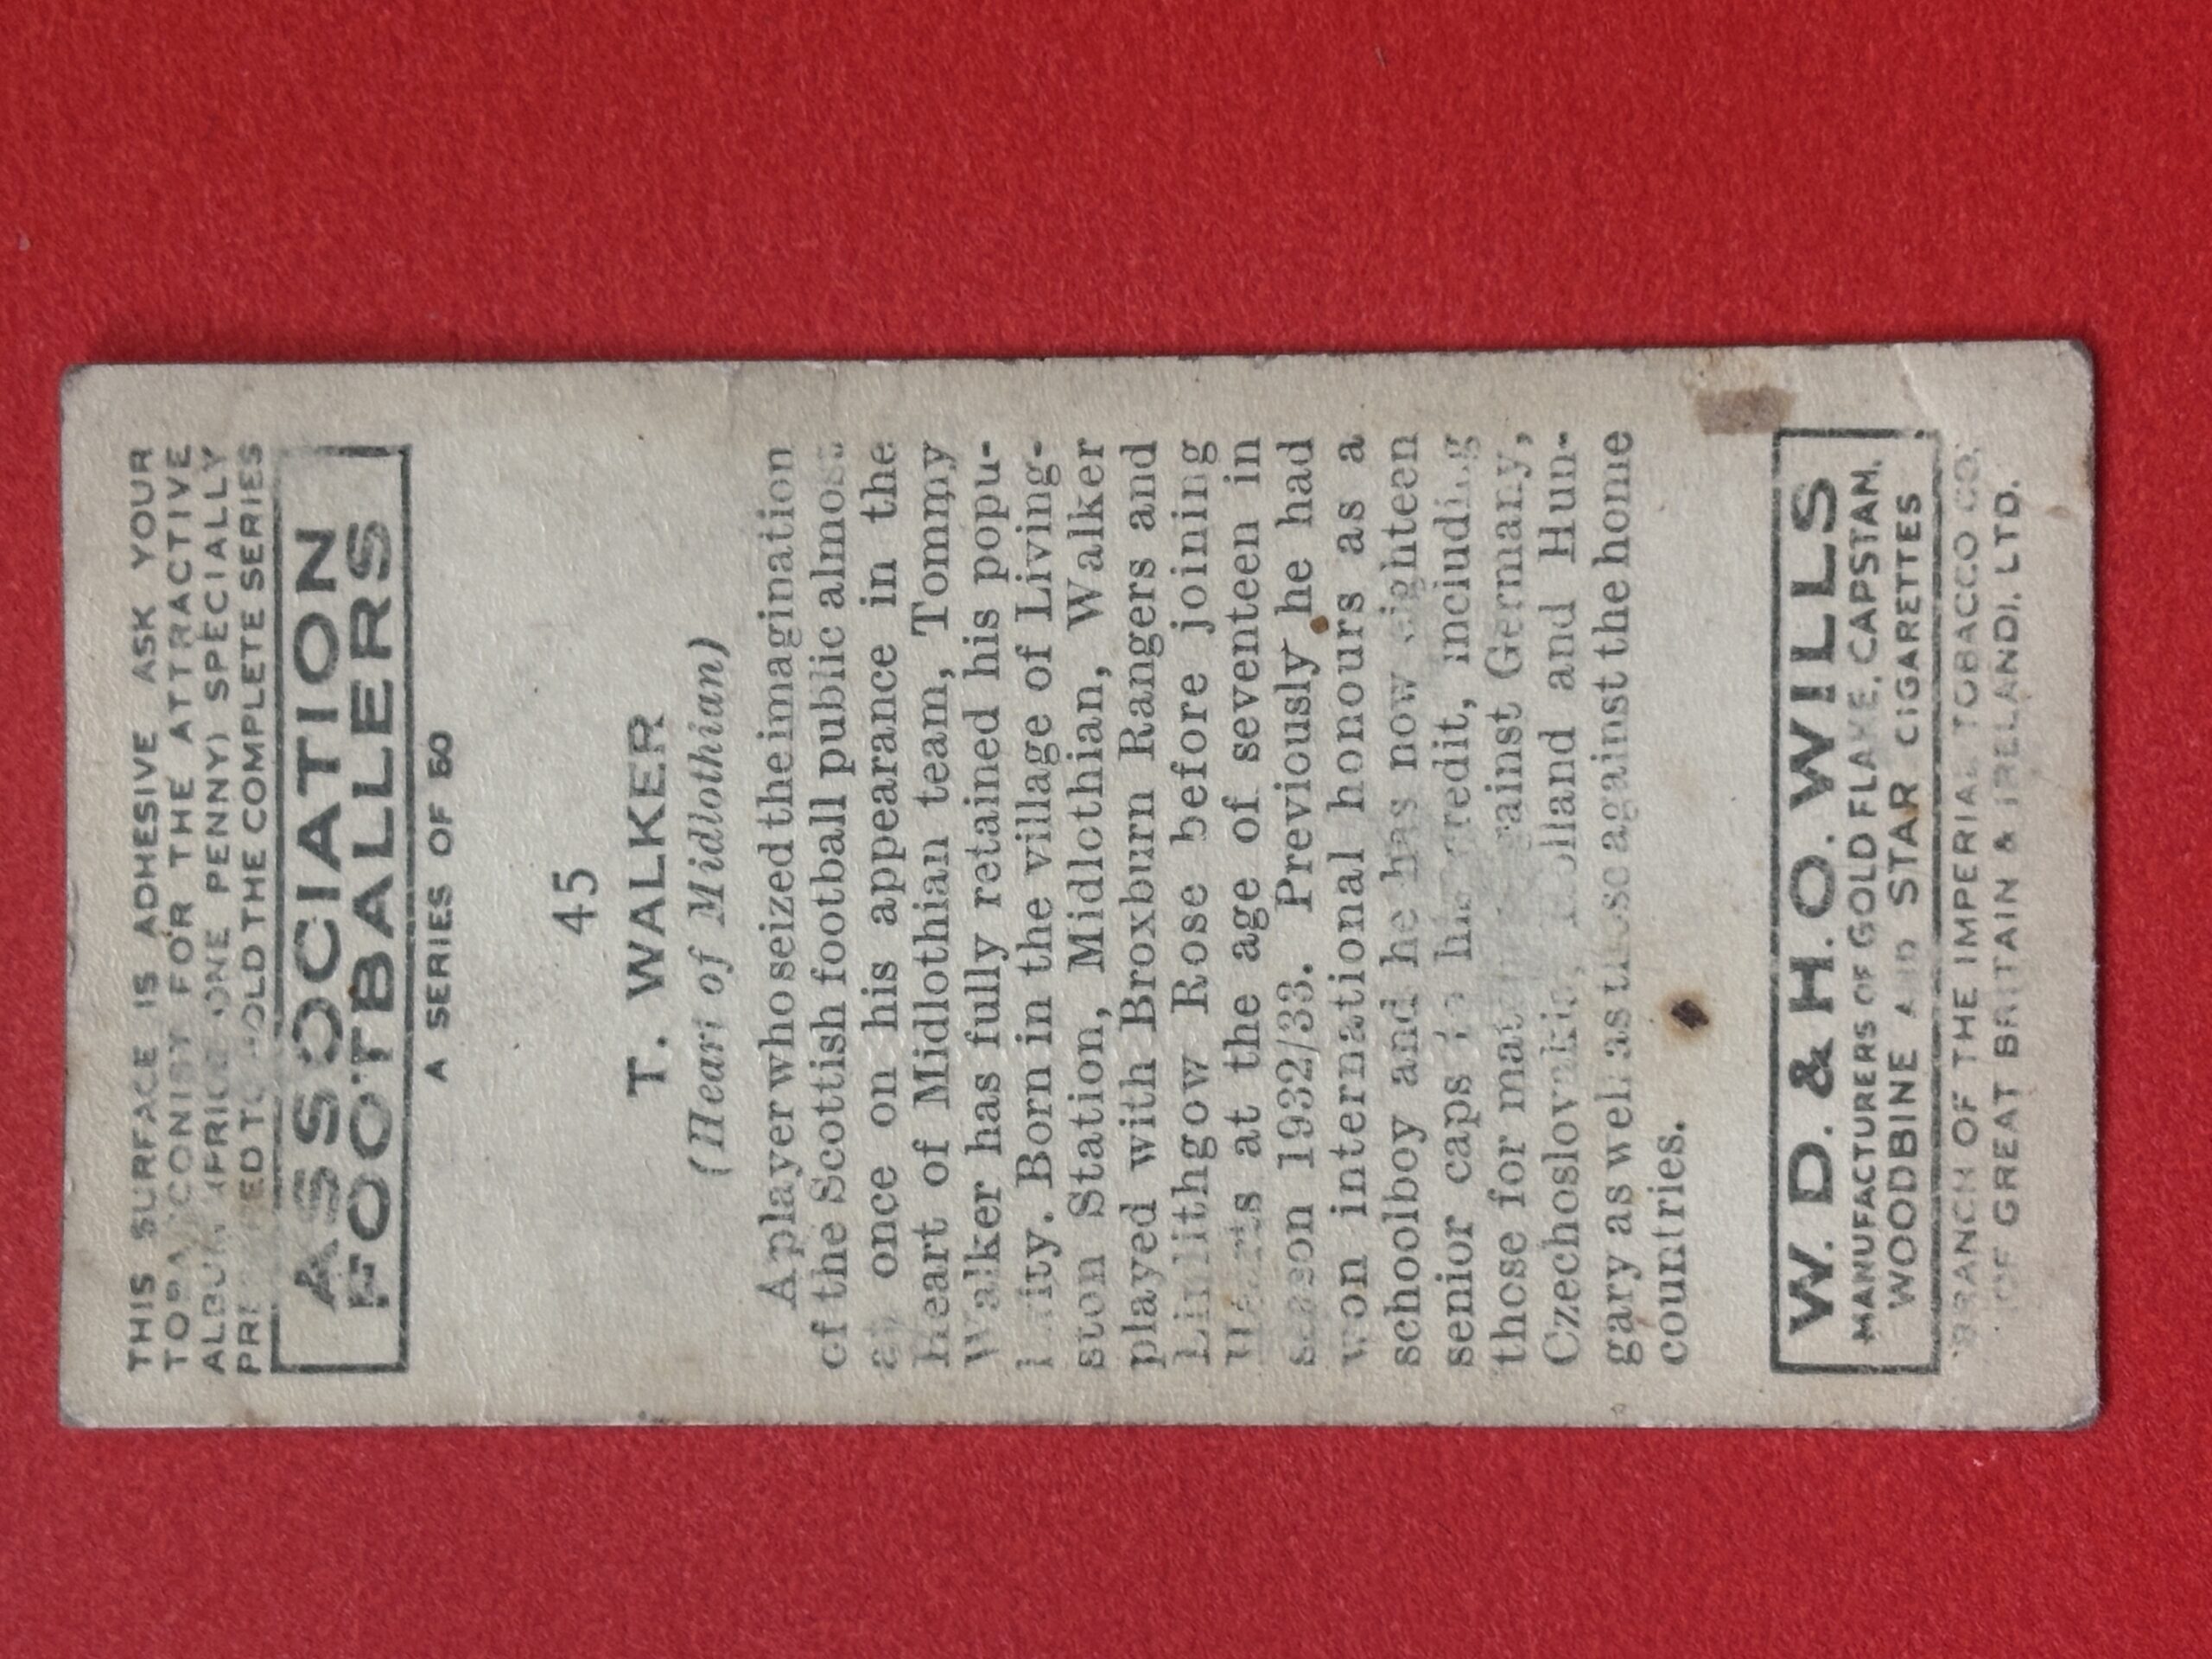 THIS SURFACE IS ADHESIVE ASK YOUR
TOBACCONIST FOR THE ATTRACTIVE
ALBUM (PRICE ONE PENNY) SPECIALLY
PREPARED TO HOLD THE COMPLETE SERIES
ASSOCIATION
FOOTBALLERS
A SERIES OF 50
45
T. WALKER
(Heart of Midlothian)
A player who seized the imagination
of the Scottish football public almost
at once on his appearance in the
Heart of Midlothian team, Tommy
Walker has fully retained his popu-
larity. Born in the village of Living-
ston Station, Midlothian, Walker
played with Broxburn Rangers and
Linlithgow Rose before joining
Hearts at the age of seventeen in
season 1932/33. Previously he had
won international honours as a
schoolboy and he has now eighteen
senior caps to his credit, including
those for matches against Germany,
Czechoslovakia, Holland and Hun-
gary as well as those against the home
countries.
W. D. & H. O. WILLS
MANUFACTURERS OF GOLD FLAKE, CAPSTAN,
WOODBINE AND STAR CIGARETTES
BRANCH OF THE IMPERIAL TOBACCO CO.
(OF GREAT BRITAIN & IRELAND), LTD.